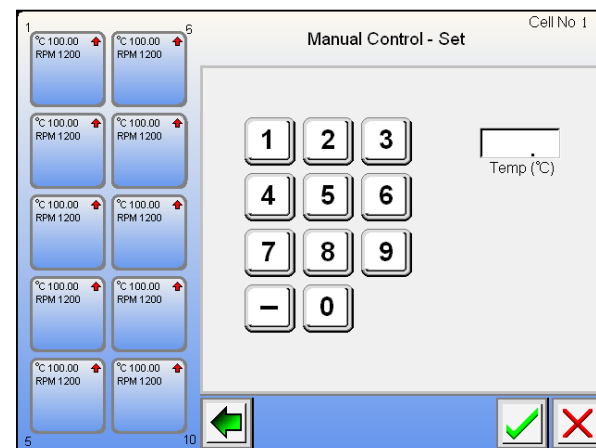 Cell No 1
Manual Control - Set
1
6
°C 100.00
RPM 1200
°C 100.00
RPM 1200
°C 100.00
RPM 1200
°C 100.00
RPM 1200
°C 100.00
RPM 1200
°C 100.00
RPM 1200
°C 100.00
RPM 1200
°C 100.00
RPM 1200
°C 100.00
RPM 1200
°C 100.00
RPM 1200
5
10
1 2 3
4 5 6
7 8 9
– 0
.
Temp (°C)